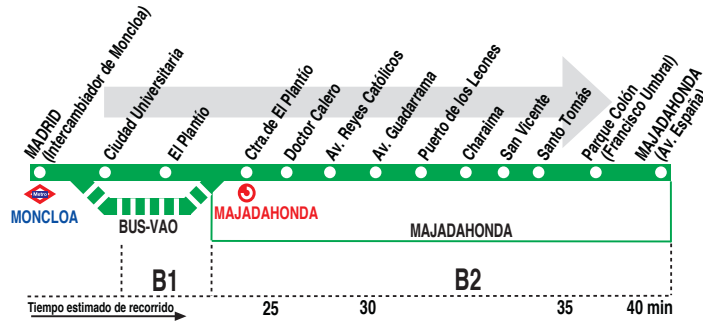 MADRID
(Intercambiador de Moncloa)
Ciudad Universitaria
El Plantío
Ctra.de El Plantío
Doctor Calero
Av. Reyes Católicos
Av. Guadarrama
Puerto de los Leones
Charaima
San Vicente
Santo Tomás
Parque Colón
(Francisco Umbral)
MAJADAHONDA
(Av. España)
Metro
MONCLOA
BUS-VAO
MAJADAHONDA
MAJADAHONDA
B1
B2
Tiempo estimado de recorrido
25
30
35
40 min